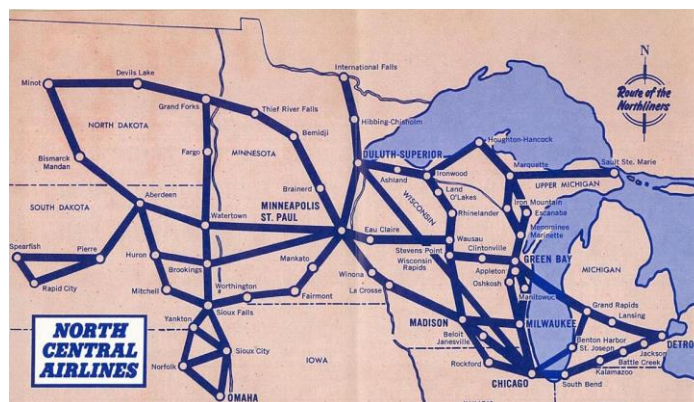 N
Route of the
Northliners
International Falls
Devils Lake
Minot
Grand Forks
Thief River Falls
Hibbing-Chisholm
NORTH DAKOTA
Bemidji
Houghton-Hancock
Fargo
MINNESOTA
DULUTH-SUPERIOR
Bismarck
Mandan
Ashland
Ironwood
Marquette
Sault Ste. Marie
UPPER MICHIGAN
Brainerd
Land
O'Lakes
WISCONSIN
Iron Mountain
Escanaba
SOUTH DAKOTA
Aberdeen
MINNEAPOLIS
ST. PAUL
Rhinelander
Menominee
Marinette
Watertown
Eau Claire
Wausau
Stevens Point
Wisconsin
Rapids
Clintonville
GREEN BAY
Spearfish
Pierre
Huron
Brookings
Mankato
Winona
Appleton
Oshkosh
MICHIGAN
Rapid City
Mitchell
Worthington
Fairmont
La Crosse
Manitowoc
Grand Rapids
Lansing
Sioux Falls
Yankton
MADISON
MILWAUKEE
Beloit
Janesville
Benton Harbor
St. Joseph
DETRO
Jackson
Battle Creek
Kalamazoo
NORTH
CENTRAL
AIRLINES
Sioux City
IOWA
Norfolk
Rockford
CHICAGO
South Bend
OMAHA